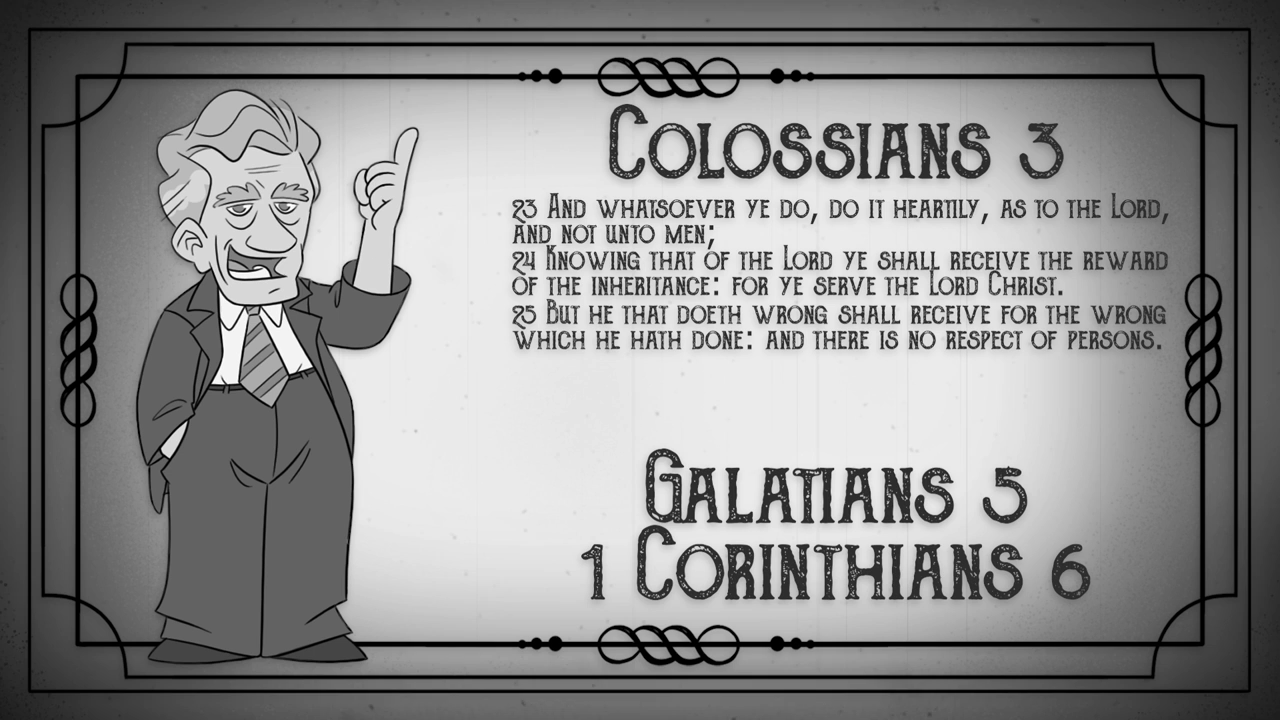 Colossians 3
23 And whatsoever ye do, do it heartily, as to the Lord,
and not unto men;
24 Knowing that of the Lord ye shall receive the reward
of the inheritance: for ye serve the Lord Christ.
25 But he that doeth wrong shall receive for the wrong
which he hath done: and there is no respect of persons.
Galatians 5
1 Corinthians 6